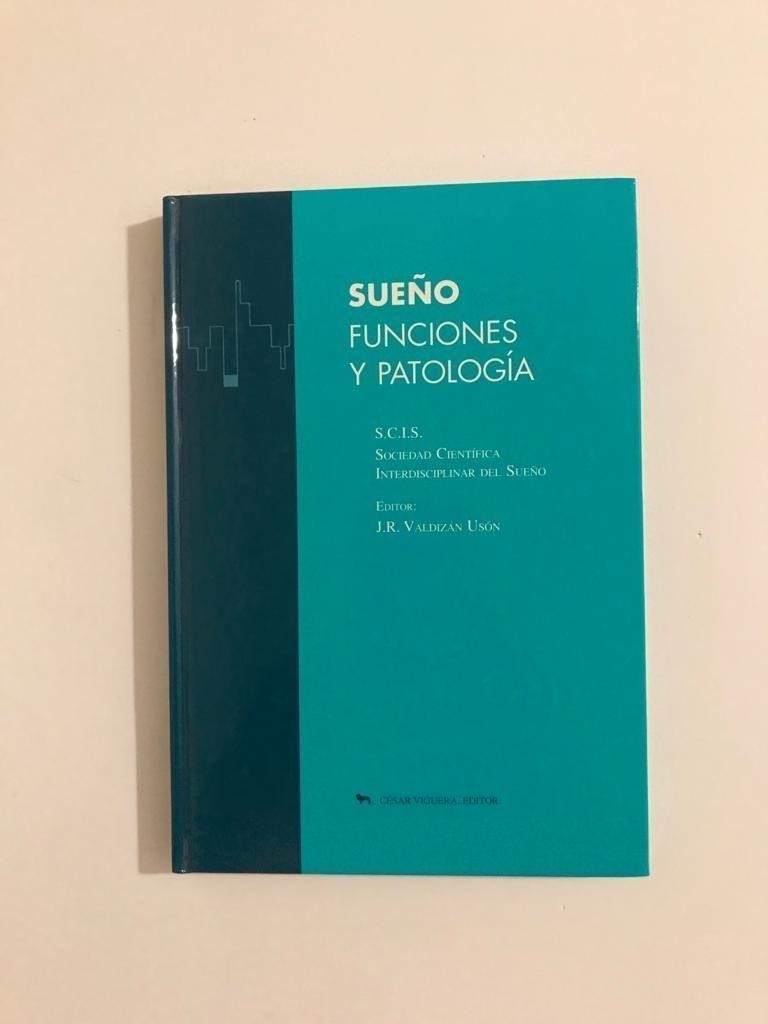 SUEÑO
FUNCIONES
Y PATOLOGÍA
S.C.I.S.
SOCIEDAD CIENTÍFICA
INTERDISCIPLINAR DEL SUEÑO
EDITOR:
J.R. VALDIZÁN USÓN
CÉSAR VIGUERA, EDITOR